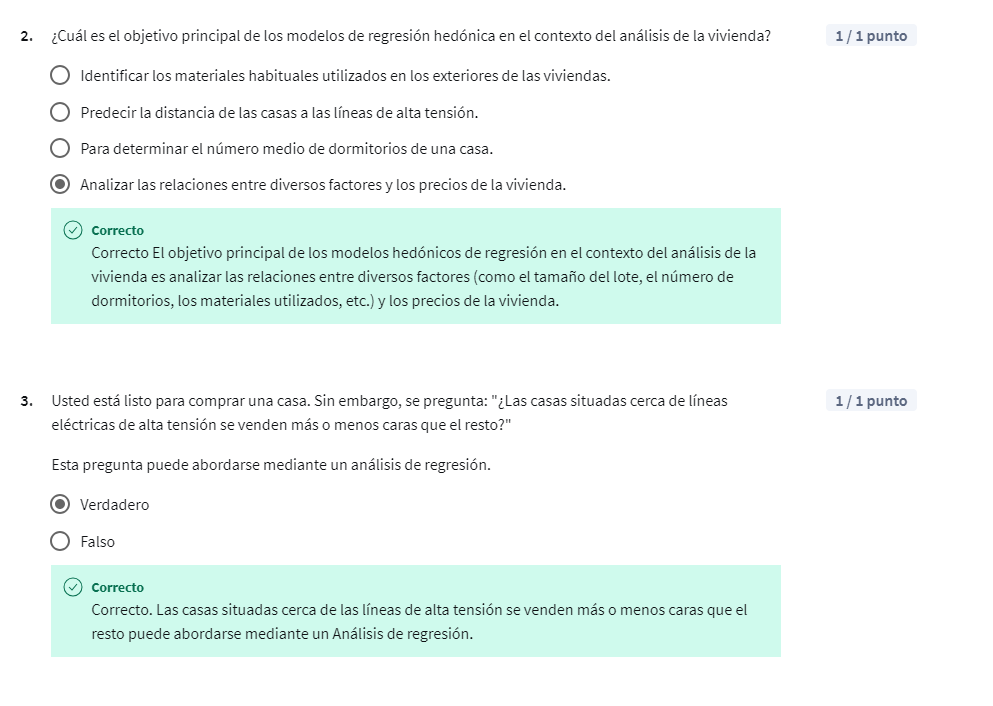 2. ¿Cuál es el objetivo principal de los modelos de regresión hedónica en el contexto del análisis de la vivienda? 1 / 1 punto
Identificar los materiales habituales utilizados en los exteriores de las viviendas.
Predecir la distancia de las casas a las líneas de alta tensión.
Para determinar el número medio de dormitorios de una casa.
Analizar las relaciones entre diversos factores y los precios de la vivienda.
Correcto
Correcto El objetivo principal de los modelos hedónicos de regresión en el contexto del análisis de la
vivienda es analizar las relaciones entre diversos factores (como el tamaño del lote, el número de
dormitorios, los materiales utilizados, etc.) y los precios de la vivienda.
3. Usted está listo para comprar una casa. Sin embargo, se pregunta: "¿Las casas situadas cerca de líneas 1 / 1 punto
eléctricas de alta tensión se venden más o menos caras que el resto?"
Esta pregunta puede abordarse mediante un análisis de regresión.
Verdadero
Falso
Correcto
Correcto. Las casas situadas cerca de las líneas de alta tensión se venden más o menos caras que el
resto puede abordarse mediante un Análisis de regresión.